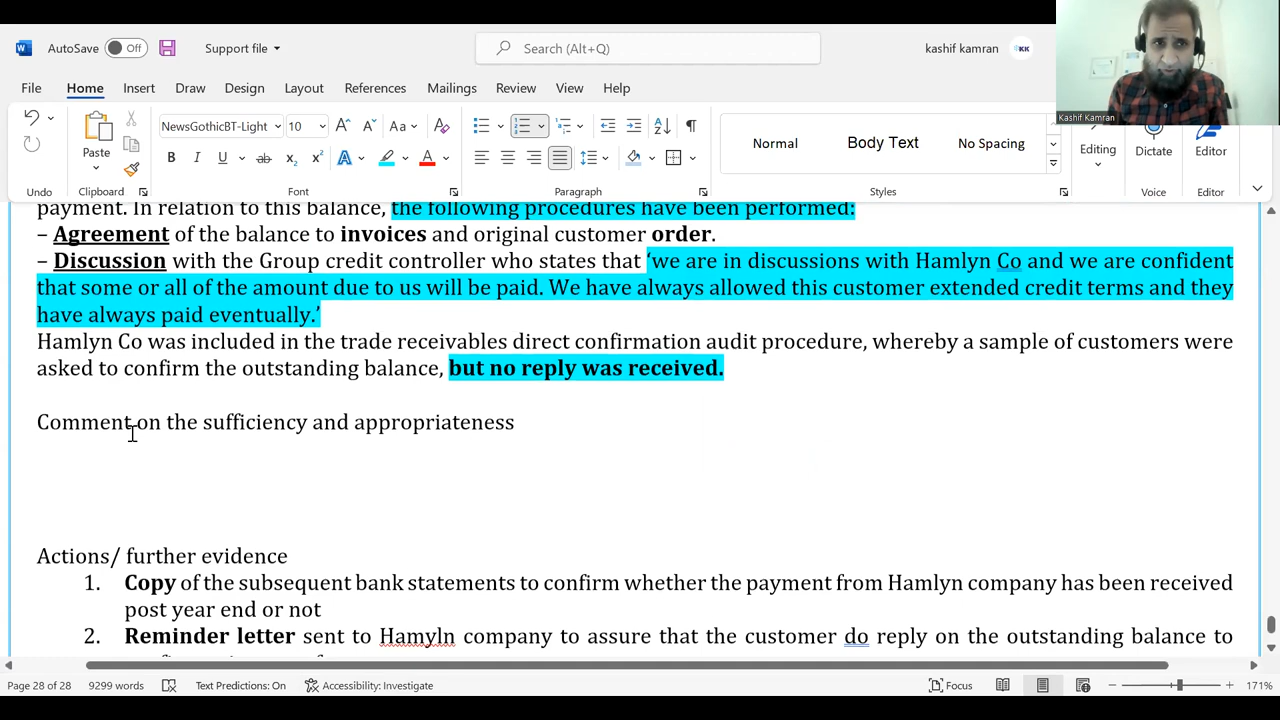 AutoSave Off Support file Search (Alt+Q) kashif kamran KK
Kashif Kamran
File Home Insert Draw Design Layout References Mailings Review View Help
NewsGothicBT-Light 10 Aa
Paste
Normal Body Text No Spacing
Editing Dictate Editor
Undo Clipboard Font Paragraph Styles Voice Editor
payment. In relation to this balance, the following procedures have been performed:
– Agreement of the balance to invoices and original customer order.
– Discussion with the Group credit controller who states that ‘we are in discussions with Hamlyn Co and we are confident
that some or all of the amount due to us will be paid. We have always allowed this customer extended credit terms and they
have always paid eventually.’
Hamlyn Co was included in the trade receivables direct confirmation audit procedure, whereby a sample of customers were
asked to confirm the outstanding balance, but no reply was received.
Comment on the sufficiency and appropriateness
Actions/ further evidence
1. Copy of the subsequent bank statements to confirm whether the payment from Hamlyn company has been received
post year end or not
2. Reminder letter sent to Hamyln company to assure that the customer do reply on the outstanding balance to
Page 28 of 28 9299 words Text Predictions: On Accessibility: Investigate Focus 171%